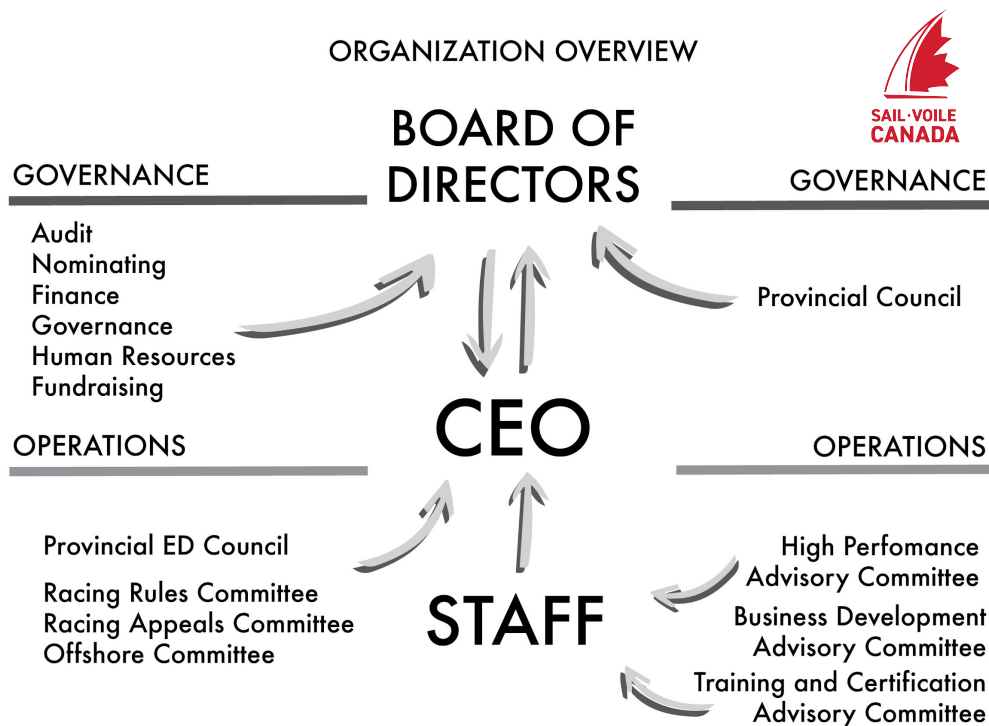 ORGANIZATION OVERVIEW
SAIL·VOILE
CANADA
BOARD OF
DIRECTORS
GOVERNANCE
Audit
Nominating
Finance
Governance
Human Resources
Fundraising
GOVERNANCE
Provincial Council
CEO
OPERATIONS
Provincial ED Council
Racing Rules Committee
Racing Appeals Committee
Offshore Committee
STAFF
OPERATIONS
High Perfomance
Advisory Committee
Business Development
Advisory Committee
Training and Certification
Advisory Committee